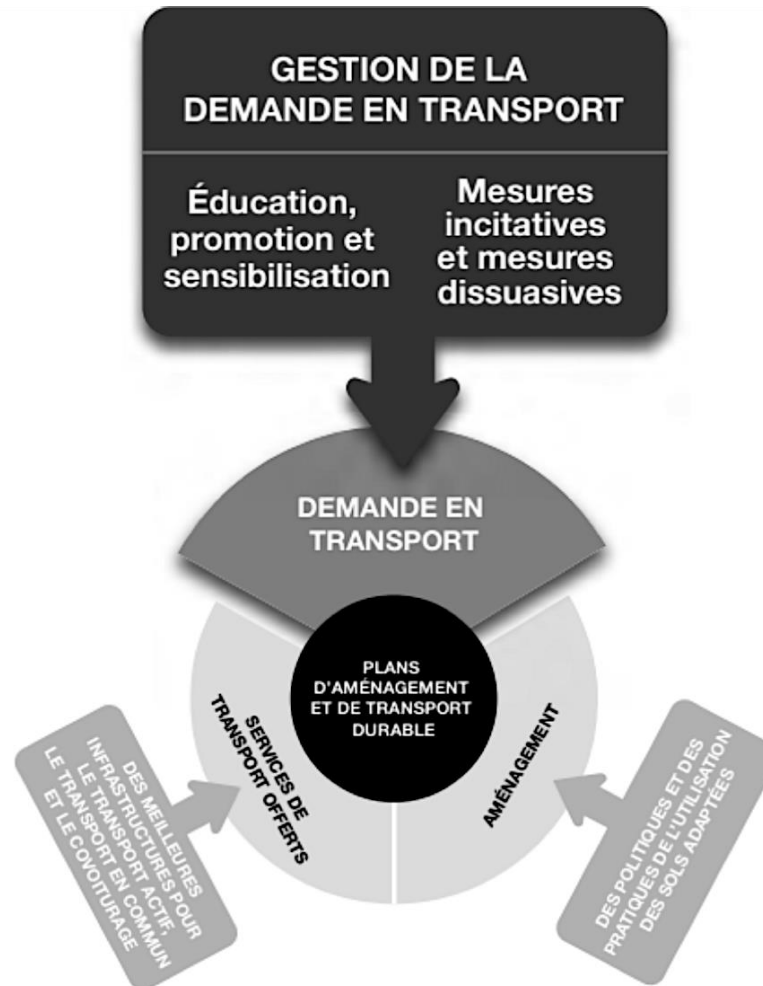 GESTION DE LA
DEMANDE EN TRANSPORT
Éducation,
promotion et
sensibilisation
Mesures
incitatives
et mesures
dissuasives
DEMANDE EN
TRANSPORT
PLANS
D'AMÉNAGEMENT
ET DE TRANSPORT
DURABLE
SERVICES DE
TRANSPORT OFFERTS
AMÉNAGEMENT
DES MEILLEURES
INFRASTRUCTURES POUR
LE TRANSPORT ACTIF,
LE TRANSPORT EN COMMUN
ET LE COVOITURAGE
DES POLITIQUES ET DES
PRATIQUES DE L'UTILISATION
DES SOLS ADAPTÉES